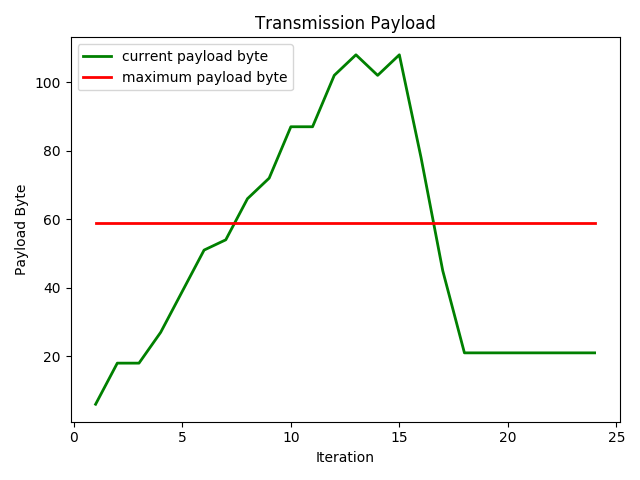 Transmission Payload
current payload byte
maximum payload byte
Payload Byte
100
80
60
40
20
0 5 10 15 20 25
Iteration